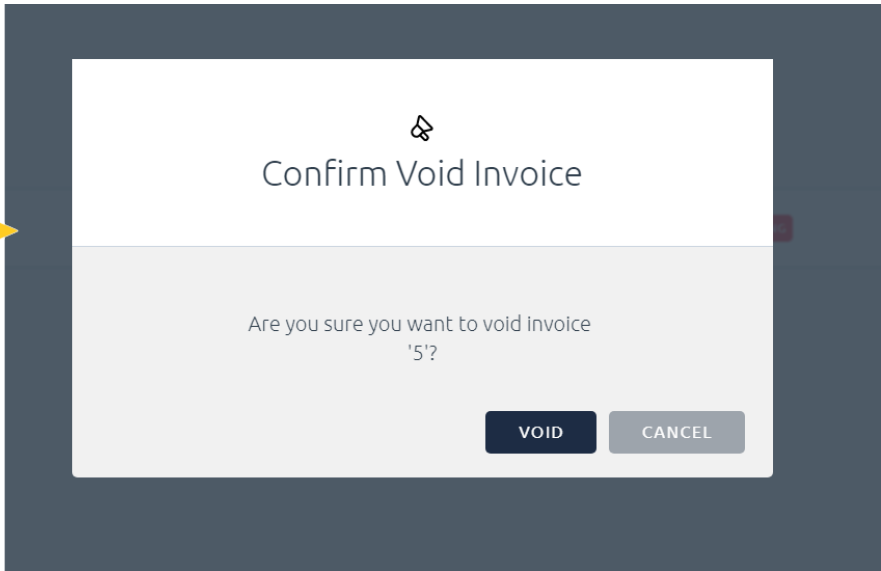 Confirm Void Invoice
Are you sure you want to void invoice
'5'?
VOID
CANCEL